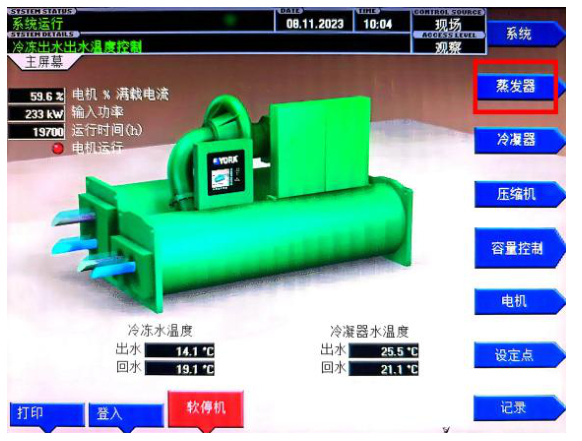 SYSTEM STATUS
系统运行
DATE
08.11.2023
TIME
10:04
CONTROL SOURCE
现场
SYSTEM DETAILS
冷冻出水出水温度控制
ACCESS LEVEL
观察
系统
主屏幕
59.6 % 电机 % 满载电流
233 kW 输入功率
19700 运行时间(h)
电机运行
蒸发器
冷凝器
压缩机
容量控制
电机
设定点
记录
YORK
冷冻水温度
出水 14.1 °C
回水 19.1 °C
冷凝器水温度
出水 25.5 °C
回水 21.1 °C
打印
登入
软停机